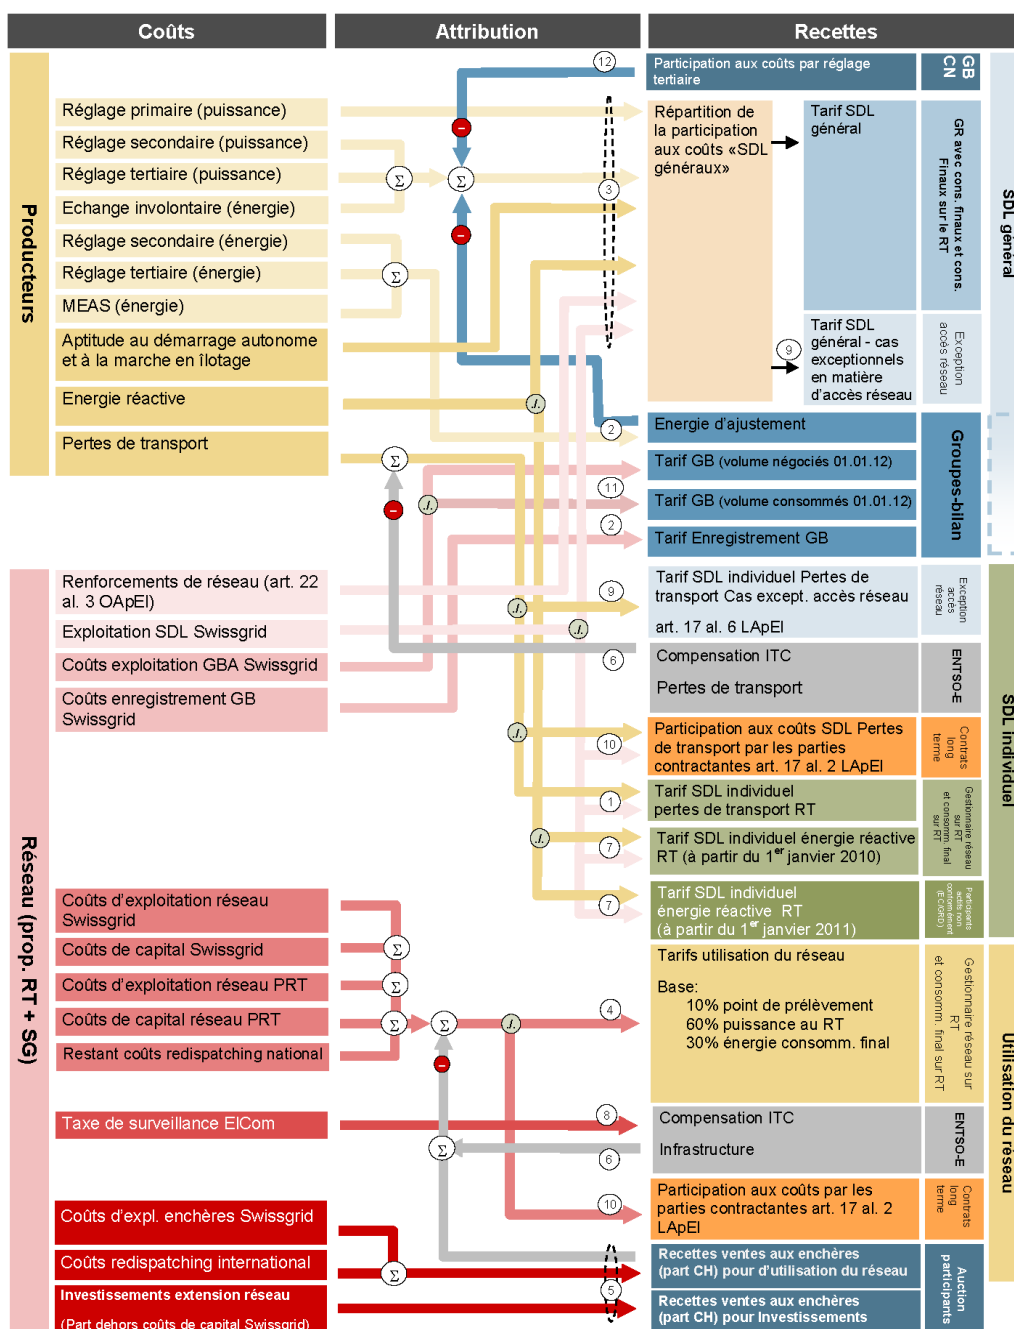 Coûts
Attribution
Recettes
Producteurs
Réglage primaire (puissance)
Réglage secondaire (puissance)
Réglage tertiaire (puissance)
Echange involontaire (énergie)
Réglage secondaire (énergie)
Réglage tertiaire (énergie)
MEAS (énergie)
Aptitude au démarrage autonome
et à la marche en îlotage
Energie réactive
Pertes de transport
Réseau (prop. RT + SG)
Renforcements de réseau (art. 22
al. 3 OApEl)
Exploitation SDL Swissgrid
Coûts exploitation GBA Swissgrid
Coûts enregistrement GB
Swissgrid
Coûts d'exploitation réseau
Swissgrid
Coûts de capital Swissgrid
Coûts d'exploitation réseau PRT
Coûts de capital réseau PRT
Restant coûts redispatching national
Taxe de surveillance ElCom
Coûts d'expl. enchères Swissgrid
Coûts redispatching international
Investissements extension réseau
(Part dehors coûts de capital Swissgrid)
12
-
Σ
Σ
3
-
Σ
./.
2
Σ
11
./.
-
2
9
./.
./.
6
./.
10
1
./.
7
7
Σ
Σ
Σ
Σ
./.
4
-
8
Σ
6
10
Σ
5
Participation aux coûts par réglage
tertiaire
GB
CN
Répartition de
la participation
aux coûts «SDL
généraux»
Tarif SDL
général
GR avec cons. finaux et cons.
Finaux sur le RT
9
Tarif SDL
général - cas
exceptionnels
en matière
d'accès réseau
Exception
accès réseau
SDL général
Energie d'ajustement
Tarif GB (volume négociés 01.01.12)
Tarif GB (volume consommés 01.01.12)
Tarif Enregistrement GB
Groupes-bilan
Tarif SDL individuel Pertes de
transport Cas except. accès réseau
art. 17 al. 6 LApEl
Exception
accès
réseau
Compensation ITC
Pertes de transport
ENTSO-E
Participation aux coûts SDL Pertes
de transport par les parties
contractantes art. 17 al. 2 LApEl
Contrats
long
terme
Tarif SDL individuel
pertes de transport RT
Tarif SDL individuel énergie réactive
RT (à partir du 1er janvier 2010)
Gestionnaire réseau
sur RT
et consomm. final
sur RT
Tarif SDL individuel
énergie réactive RT
(à partir du 1er janvier 2011)
Participants
actifs non
conformément
(EC/GRD)
SDL individuel
Tarifs utilisation du réseau
Base:
10% point de prélèvement
60% puissance au RT
30% énergie consomm. final
Gestionnaire réseau sur
RT
et consomm. final sur RT
Compensation ITC
Infrastructure
ENTSO-E
Participation aux coûts par les
parties contractantes art. 17 al. 2
LApEl
Contrats
long
terme
Recettes ventes aux enchères
(part CH) pour d'utilisation du réseau
Recettes ventes aux enchères
(part CH) pour Investissements
Auction
participants
Utilisation du réseau